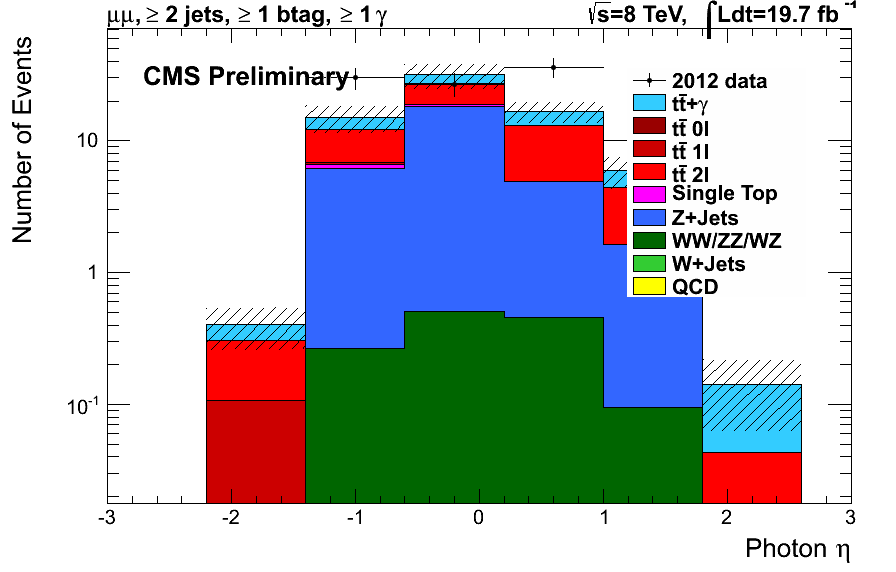 μμ, ≥ 2 jets, ≥ 1 btag, ≥ 1 γ
√s=8 TeV, ∫Ldt=19.7 fb⁻¹
CMS Preliminary
Number of Events
10
1
10⁻¹
2012 data
tt̄+γ
tt̄ 0l
tt̄ 1l
tt̄ 2l
Single Top
Z+Jets
WW/ZZ/WZ
W+Jets
QCD
-3 -2 -1 0 1 2 3
Photon η